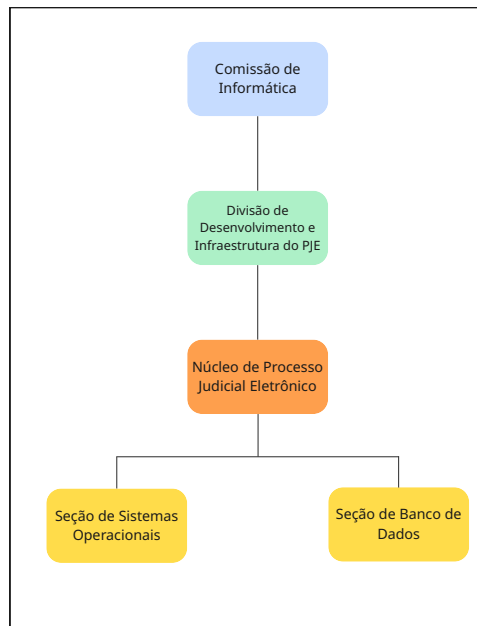 Comissão de
Informática
Divisão de
Desenvolvimento e
Infraestrutura do PJE
Núcleo de Processo
Judicial Eletrônico
Seção de Sistemas
Operacionais
Seção de Banco de
Dados